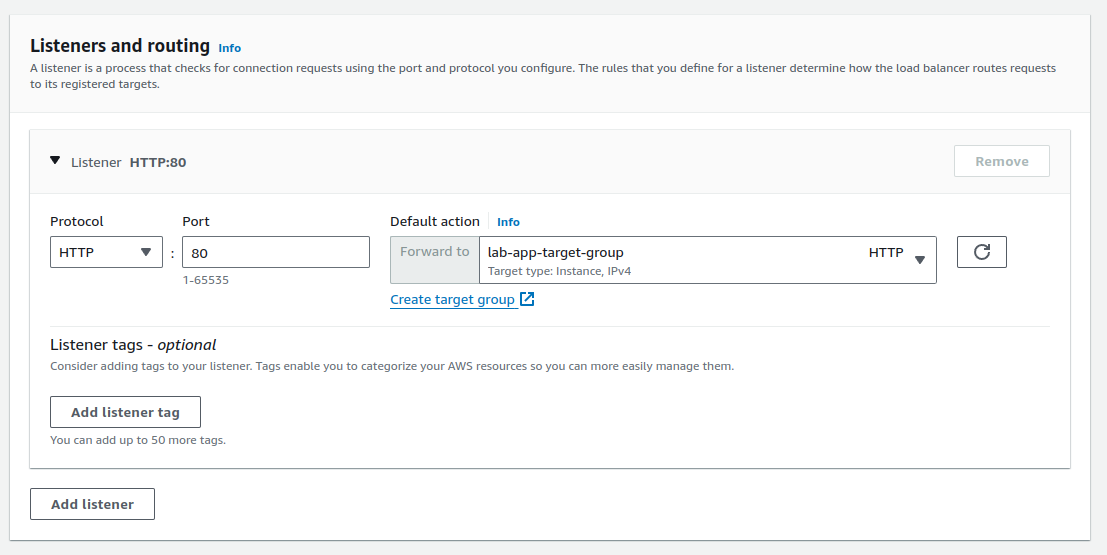 Listeners and routing Info
A listener is a process that checks for connection requests using the port and protocol you configure. The rules that you define for a listener determine how the load balancer routes requests
to its registered targets.
Listener HTTP:80
Remove
Protocol
Port
Default action Info
HTTP
:
80
Forward to
lab-app-target-group
HTTP
Target type: Instance, IPv4
1-65535
Create target group
Listener tags - optional
Consider adding tags to your listener. Tags enable you to categorize your AWS resources so you can more easily manage them.
Add listener tag
You can add up to 50 more tags.
Add listener